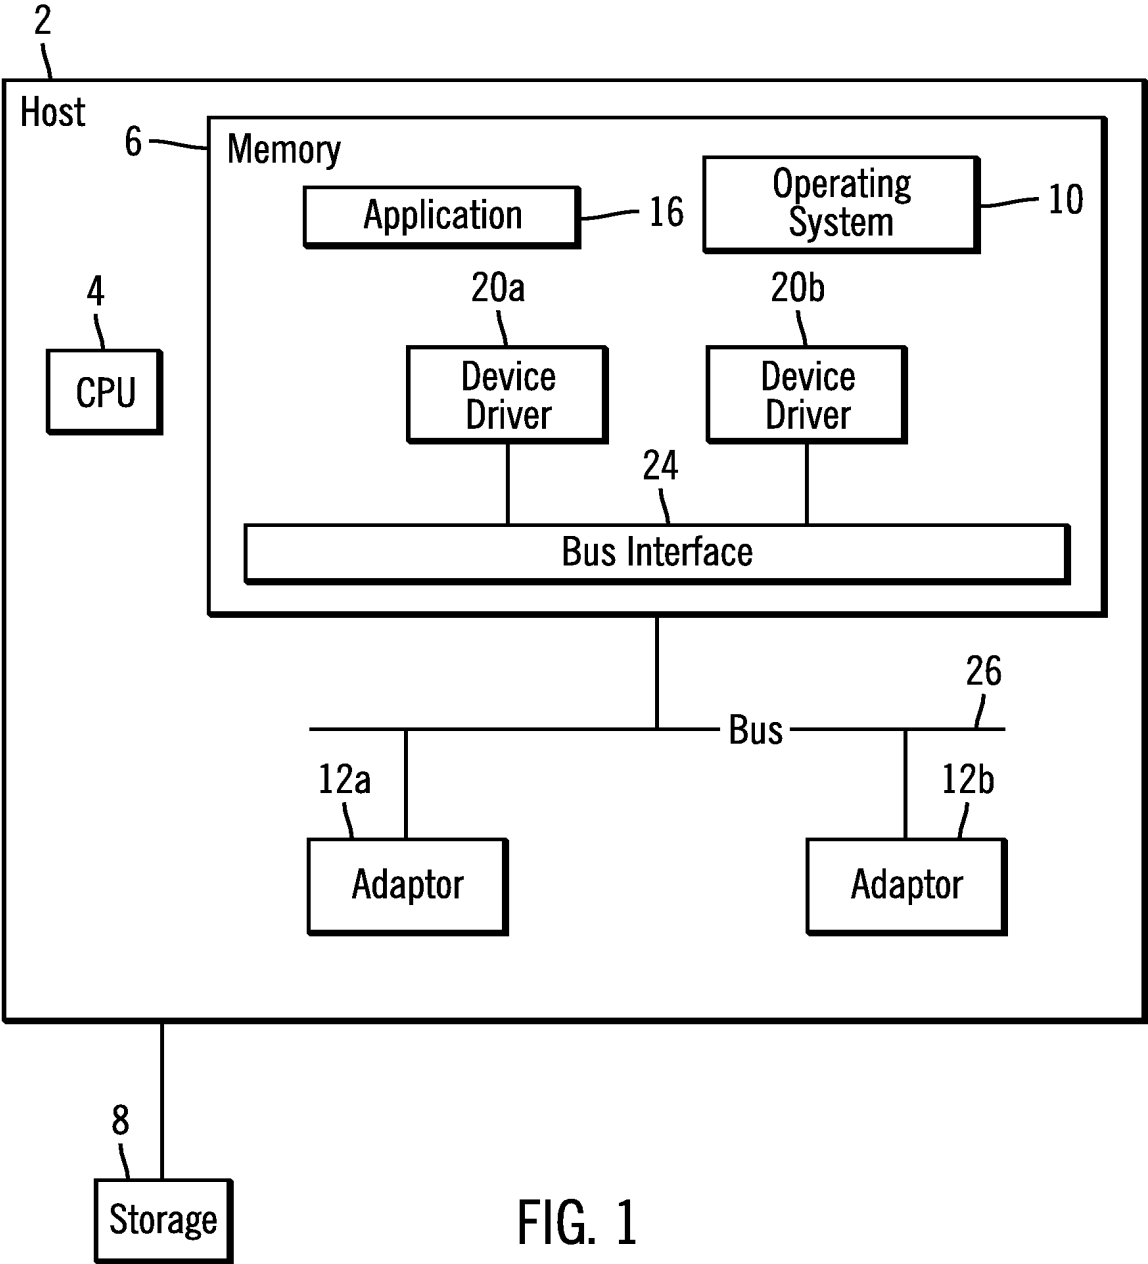 2
Host
6
Memory
Application
16
Operating
System
10
4
CPU
20a
20b
Device
Driver
Device
Driver
24
Bus Interface
26
Bus
12a
12b
Adaptor
Adaptor
8
Storage
FIG. 1